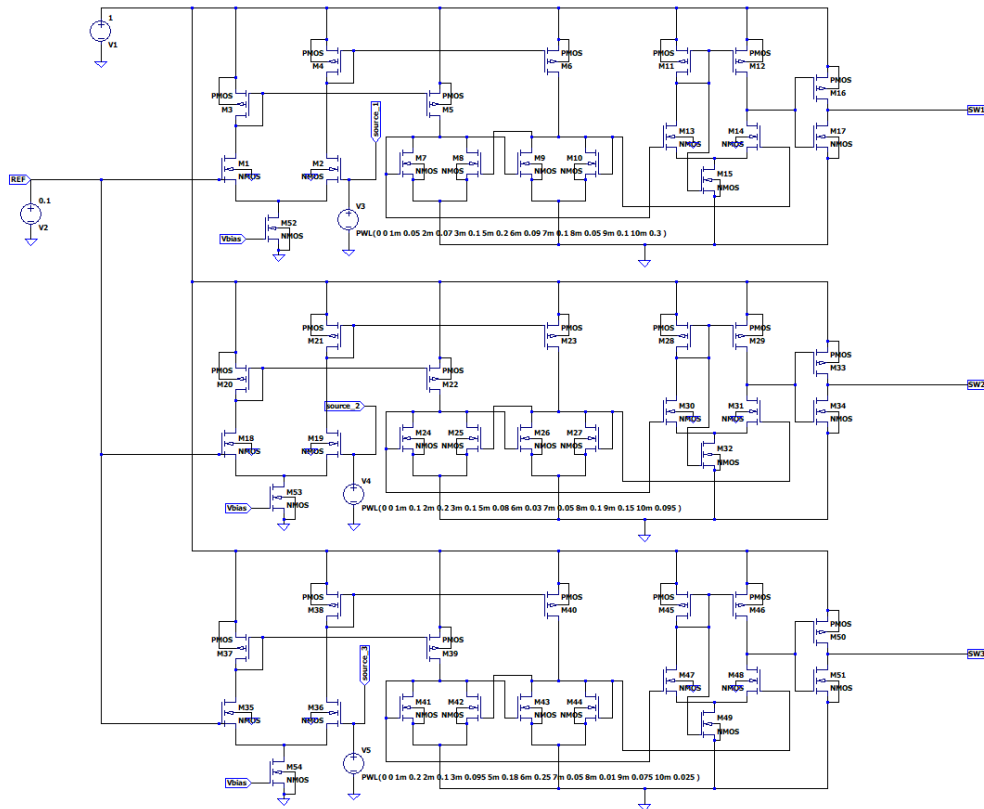 1
V1
PMOS
M4
PMOS
M6
PMOS
M11
PMOS
M12
PMOS
M16
PMOS
M3
PMOS
M5
source_1
SW1
M1
NMOS
M2
NMOS
M7
NMOS
M8
NMOS
M9
NMOS
M10
NMOS
M13
NMOS
M14
NMOS
M17
NMOS
M15
NMOS
REF
0.1
V2
V3
M52
NMOS
Vbias
PWL(0 0 1m 0.05 2m 0.07 3m 0.1 5m 0.2 6m 0.09 7m 0.1 8m 0.05 9m 0.1 10m 0.3 )
PMOS
M21
PMOS
M23
PMOS
M28
PMOS
M29
PMOS
M33
PMOS
M20
PMOS
M22
source_2
SW2
M18
NMOS
M19
NMOS
M24
NMOS
M25
NMOS
M26
NMOS
M27
NMOS
M30
NMOS
M31
NMOS
M34
NMOS
M32
NMOS
M53
NMOS
Vbias
V4
PWL(0 0 1m 0.1 2m 0.2 3m 0.1 5m 0.08 6m 0.03 7m 0.05 8m 0.1 9m 0.15 10m 0.095 )
PMOS
M38
PMOS
M40
PMOS
M45
PMOS
M46
PMOS
M50
PMOS
M37
PMOS
M39
source_3
SW3
M35
NMOS
M36
NMOS
M41
NMOS
M42
NMOS
M43
NMOS
M44
NMOS
M47
NMOS
M48
NMOS
M51
NMOS
M49
NMOS
M54
NMOS
Vbias
V5
PWL(0 0 1m 0.2 2m 0.1 3m 0.095 5m 0.18 6m 0.25 7m 0.05 8m 0.01 9m 0.075 10m 0.025 )